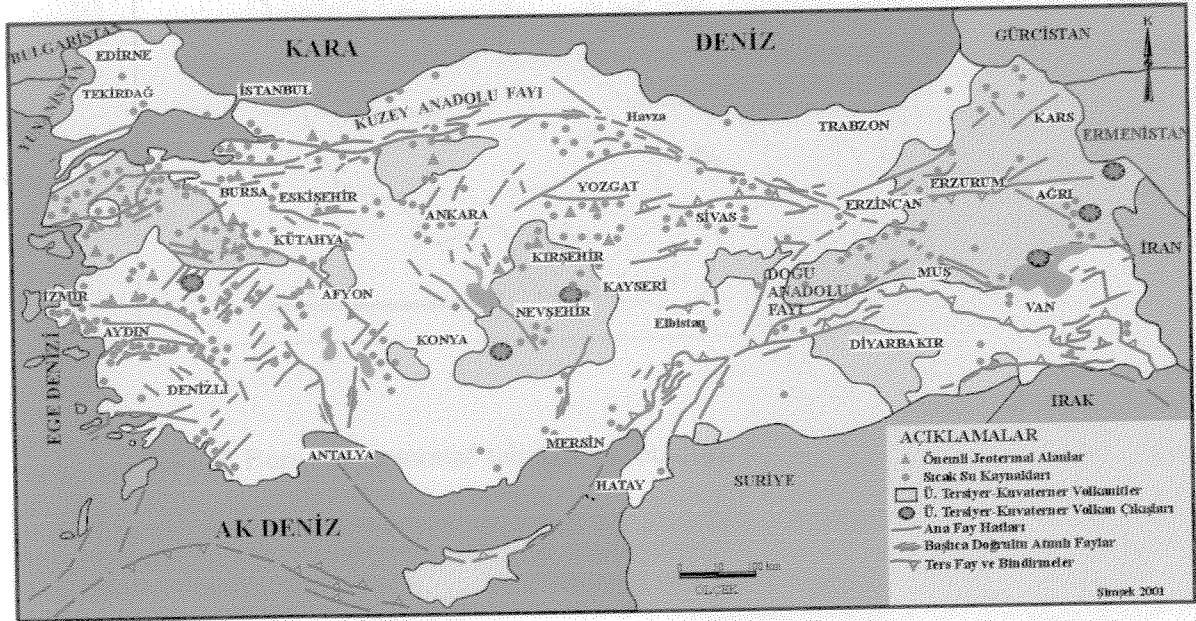 BULGARİSTAN
KARA DENİZ
GÜRCİSTAN
K
EDİRNE
TEKİRDAĞ
İSTANBUL
KUZEY ANADOLU FAYI
Havza
TRABZON
KARS
ERMENİSTAN
BURSA
ESKİŞEHİR
ANKARA
YOZGAT
SİVAS
ERZİNCAN
ERZURUM
AĞRI
KÜTAHYA
KIRŞEHİR
İRAN
İZMİR
AFYON
NEVŞEHİR
KAYSERİ
DOĞU
ANADOLU
FAYI
MUŞ
VAN
AYDIN
KONYA
Elbistan
DİYARBAKIR
EGE DENİZİ
DENİZLİ
IRAK
ANTALYA
MERSİN
HATAY
SURİYE
AK DENİZ
AÇIKLAMALAR
Önemli Jeotermal Alanlar
Sıcak Su Kaynakları
Ü. Tersiyer-Kuvaterner Volkanitler
Ü. Tersiyer-Kuvaterner Volkan Çıkışları
Ana Fay Hatları
Başlıca Doğrultu Atımlı Faylar
Ters Fay ve Bindirmeler
km
ÖLÇEK
Şimşek 2001